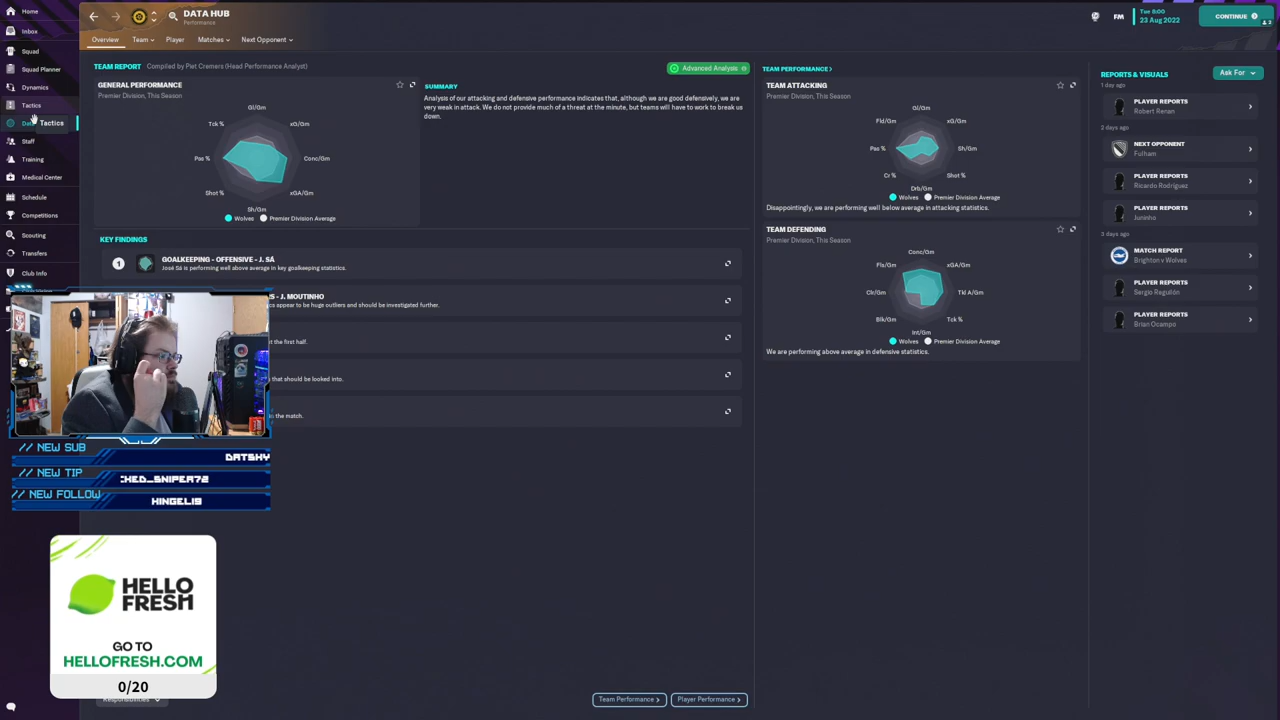 Home
Inbox
Squad
Squad Planner
Dynamics
Tactics
Tactics
Staff
Training
Medical Center
Schedule
Competitions
Scouting
Transfers
Club Info
DATA HUB
Performance
FM
Tue 8:00
23 Aug 2022
CONTINUE
Overview
Team
Player
Matches
Next Opponent
TEAM REPORT
Compiled by Piet Cremers (Head Performance Analyst)
Advanced Analysis
GENERAL PERFORMANCE
Premier Division, This Season
Gl/Gm
xG/Gm
Conc/Gm
xGA/Gm
Sh/Gm
Shot %
Pas %
Tck %
Wolves
Premier Division Average
SUMMARY
Analysis of our attacking and defensive performance indicates that, although we are good defensively, we are
very weak in attack. We do not provide much of a threat at the minute, but teams will have to work to break us
down.
KEY FINDINGS
1
GOALKEEPING - OFFENSIVE - J. SÁ
José Sá is performing well above average in key goalkeeping statistics.
- J. MOUTINHO
appear to be huge outliers and should be investigated further.
the first half.
that should be looked into.
the match.
TEAM PERFORMANCE
TEAM ATTACKING
Premier Division, This Season
Gl/Gm
xG/Gm
Sh/Gm
Shot %
Drb/Gm
Cr %
Pas %
Fld/Gm
Wolves
Premier Division Average
Disappointingly, we are performing well below average in attacking statistics.
TEAM DEFENDING
Premier Division, This Season
Conc/Gm
xGA/Gm
Tkl A/Gm
Tck %
Int/Gm
Blk/Gm
Clr/Gm
Fls/Gm
Wolves
Premier Division Average
We are performing above average in defensive statistics.
REPORTS & VISUALS
Ask For
1 day ago
PLAYER REPORTS
Robert Renan
2 days ago
NEXT OPPONENT
Fulham
PLAYER REPORTS
Ricardo Rodríguez
PLAYER REPORTS
Juninho
3 days ago
MATCH REPORT
Brighton v Wolves
PLAYER REPORTS
Sergio Reguilón
PLAYER REPORTS
Brian Ocampo
// NEW SUB
DATSHY
// NEW TIP
CHED_SNIPER72
// NEW FOLLOW
HINGEL19
HELLO
FRESH
GO TO
HELLOFRESH.COM
0/20
Responsibilities
Team Performance
Player Performance